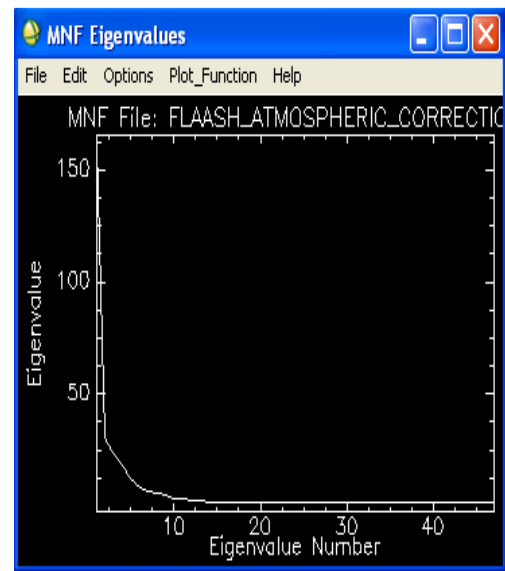 MNF Eigenvalues
File Edit Options Plot_Function Help
MNF File: FLAASH_ATMOSPHERIC_CORRECTIO
150
100
50
Eigenvalue
10 20 30 40
Eigenvalue Number